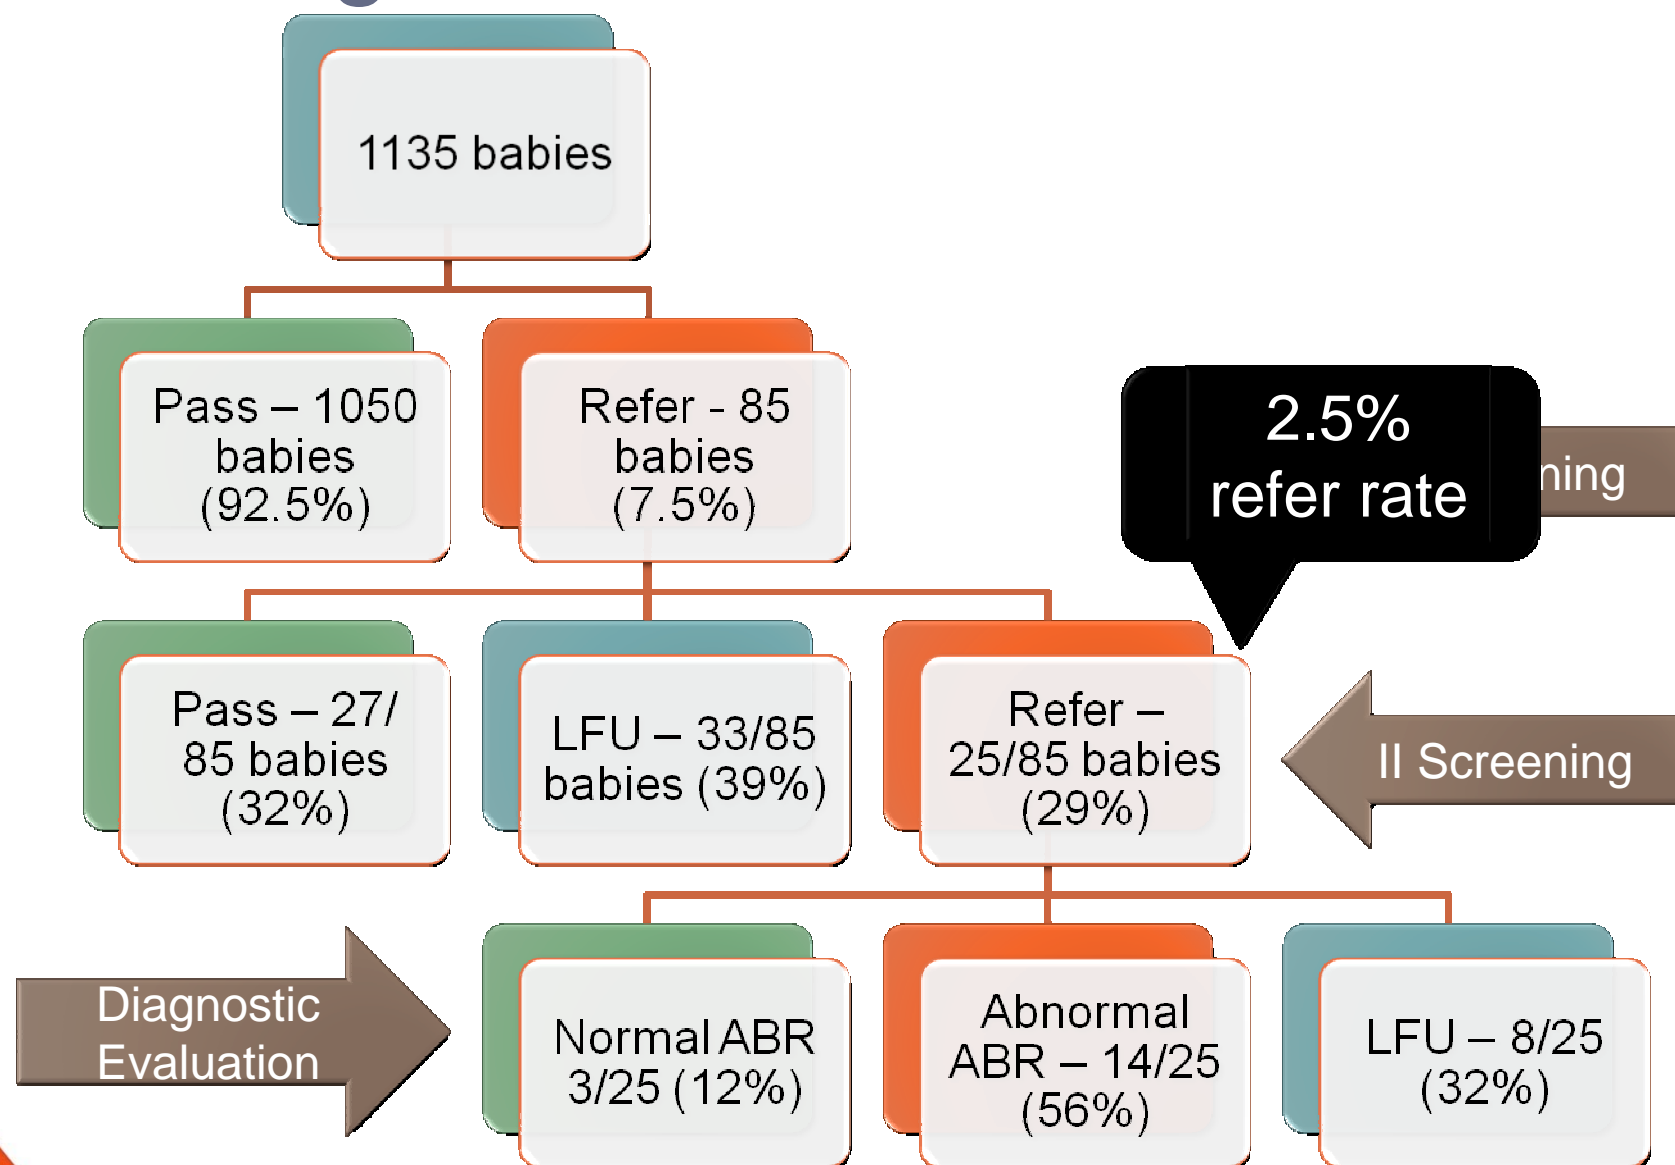 1135 babies
Pass – 1050
babies
(92.5%)
Refer - 85
babies
(7.5%)
2.5%
refer rate
ning
Pass – 27/
85 babies
(32%)
LFU – 33/85
babies (39%)
Refer –
25/85 babies
(29%)
II Screening
Diagnostic
Evaluation
Normal ABR
3/25 (12%)
Abnormal
ABR – 14/25
(56%)
LFU – 8/25
(32%)